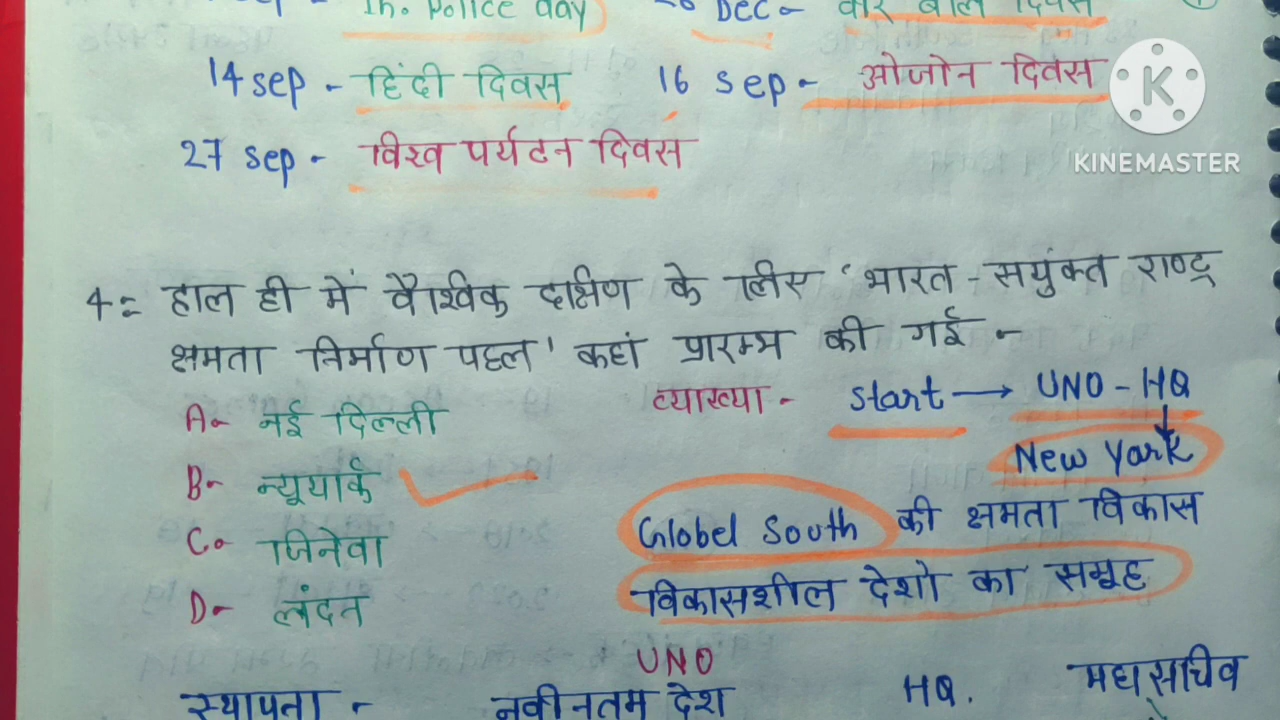 In. Police day 26 Dec - वीर बाल दिवस
14 sep - हिंदी दिवस 16 sep - ओजोन दिवस
27 sep - विश्व पर्यटन दिवस
KINEMASTER
4 = हाल ही में वैश्विक दक्षिण के लिए 'भारत - सयुंक्त राष्ट्र
क्षमता निर्माण पहल' कहां प्रारम्भ की गई -
A - नई दिल्ली
B - न्यूयार्क
C - जिनेवा
D - लंदन
व्याख्या - Start → UNO - HQ
New York
Globel South की क्षमता विकास
विकासशील देशो का समूह
UNO
स्थापना - नवीनतम देश HQ. महासचिव